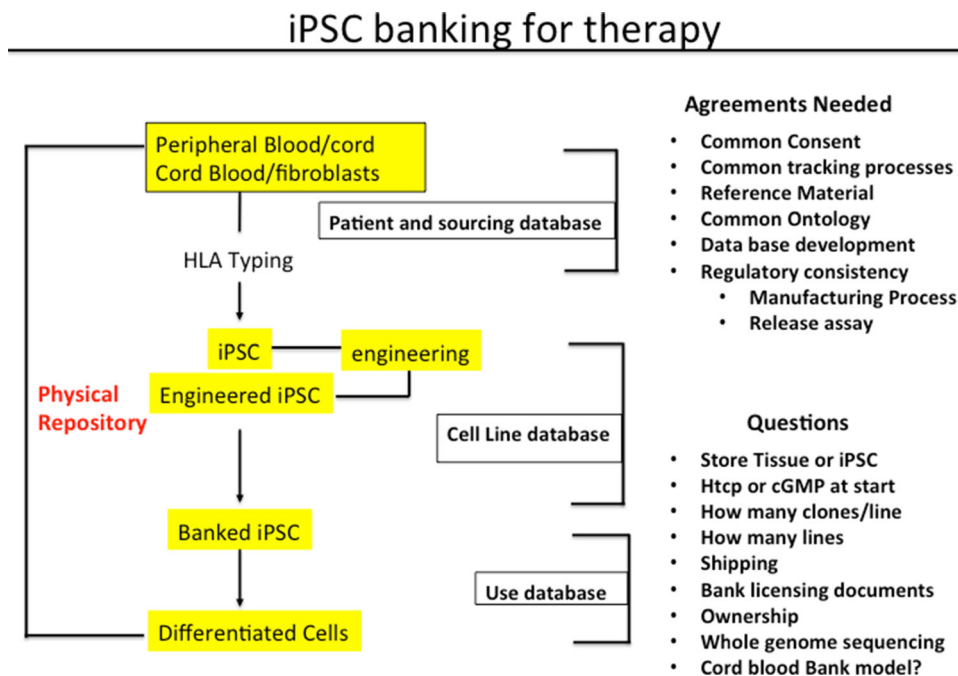 iPSC banking for therapy
Peripheral Blood/cord
Cord Blood/fibroblasts
Patient and sourcing database
HLA Typing
iPSC
engineering
Engineered iPSC
Physical
Repository
Cell Line database
Banked iPSC
Use database
Differentiated Cells
Agreements Needed
• Common Consent
• Common tracking processes
• Reference Material
• Common Ontology
• Data base development
• Regulatory consistency
• Manufacturing Process
• Release assay
Questions
• Store Tissue or iPSC
• Htcp or cGMP at start
• How many clones/line
• How many lines
• Shipping
• Bank licensing documents
• Ownership
• Whole genome sequencing
• Cord blood Bank model?